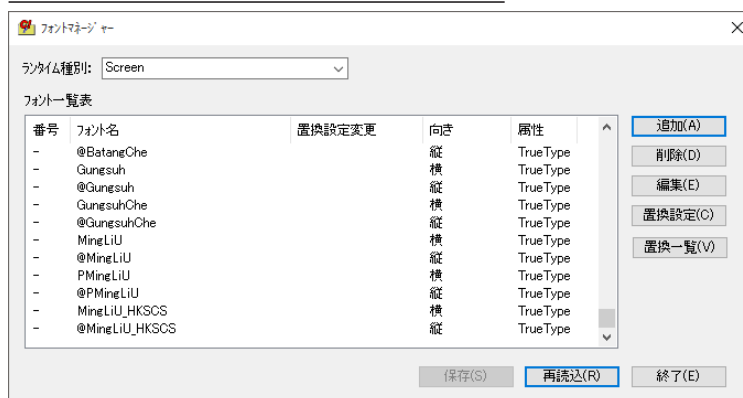 フォントマネージャー
ランタイム種別: Screen
フォント一覧表
番号 フォント名 置換設定変更 向き 属性
- @BatangChe 縦 TrueType
- Gungsuh 横 TrueType
- @Gungsuh 縦 TrueType
- GungsuhChe 横 TrueType
- @GungsuhChe 縦 TrueType
- MingLiU 横 TrueType
- @MingLiU 縦 TrueType
- PMingLiU 横 TrueType
- @PMingLiU 縦 TrueType
- MingLiU_HKSCS 横 TrueType
- @MingLiU_HKSCS 縦 TrueType
追加(A)
削除(D)
編集(E)
置換設定(C)
置換一覧(V)
保存(S) 再読込(R) 終了(E)